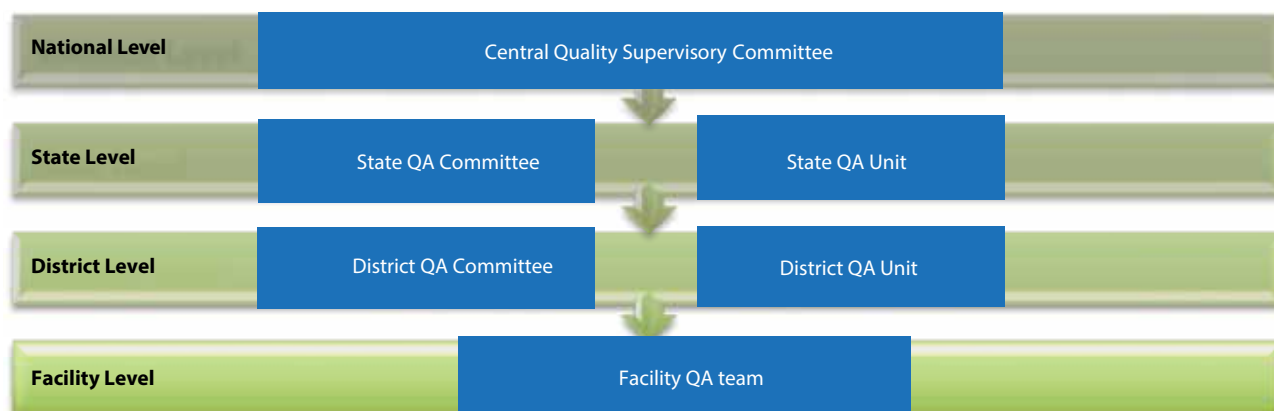 National Level
Central Quality Supervisory Committee
State Level
State QA Committee
State QA Unit
District Level
District QA Committee
District QA Unit
Facility Level
Facility QA team